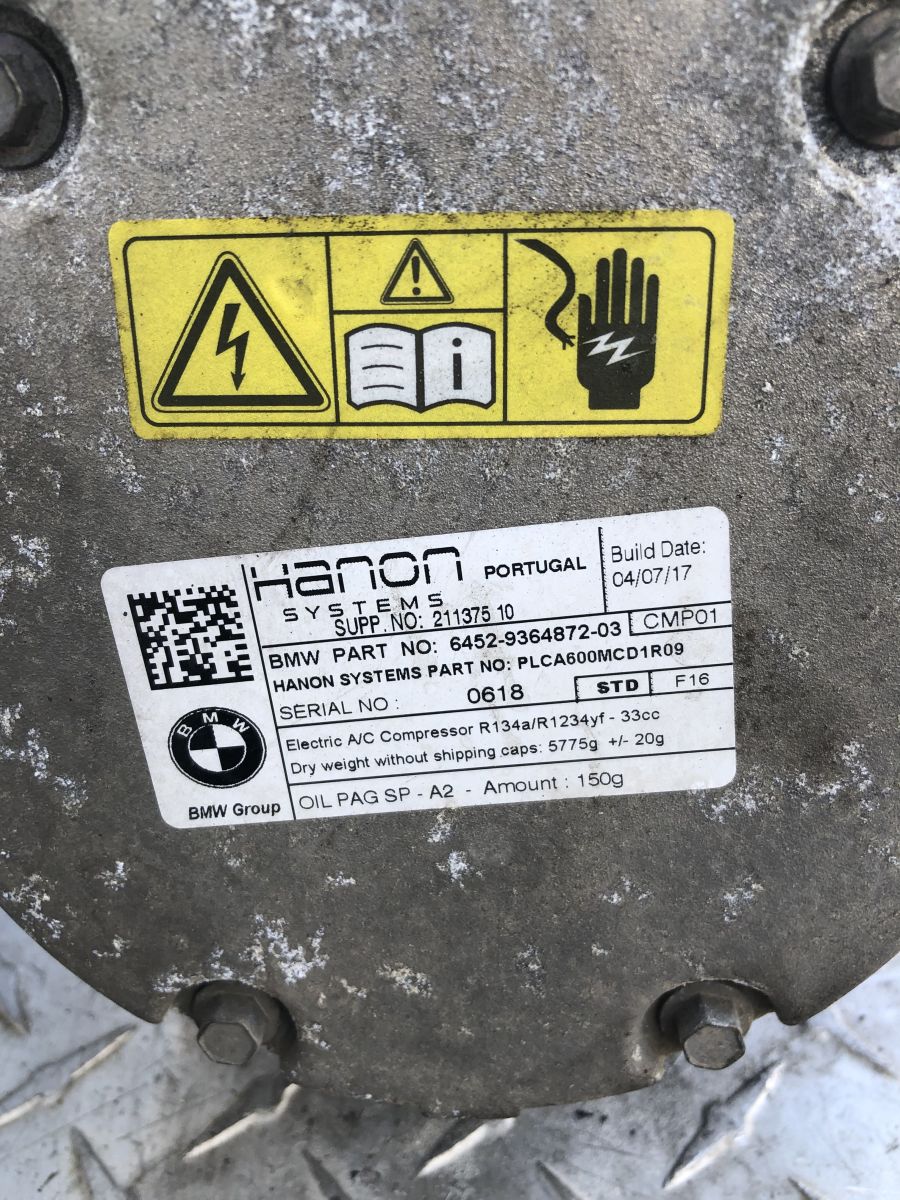 i
Hanon
SYSTEMS
PORTUGAL
Build Date:
04/07/17
SUPP. NO: 211375 10
BMW PART NO: 6452-9364872-03
CMP01
HANON SYSTEMS PART NO: PLCA600MCD1R09
SERIAL NO : 0618
STD
F16
BMW
BMW Group
Electric A/C Compressor R134a/R1234yf - 33cc
Dry weight without shipping caps: 5775g +/- 20g
OIL PAG SP - A2 - Amount : 150g